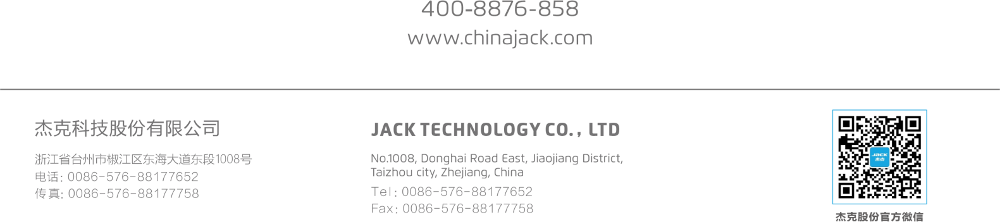 400-8876-858
www.chinajack.com
杰克科技股份有限公司
浙江省台州市椒江区东海大道东段1008号
电话: 0086-576-88177652
传真: 0086-576-88177758
JACK TECHNOLOGY CO., LTD
No.1008, Donghai Road East, Jiaojiang District,
Taizhou city, Zhejiang, China
Tel: 0086-576-88177652
Fax: 0086-576-88177758
JACK
杰克
杰克股份官方微信